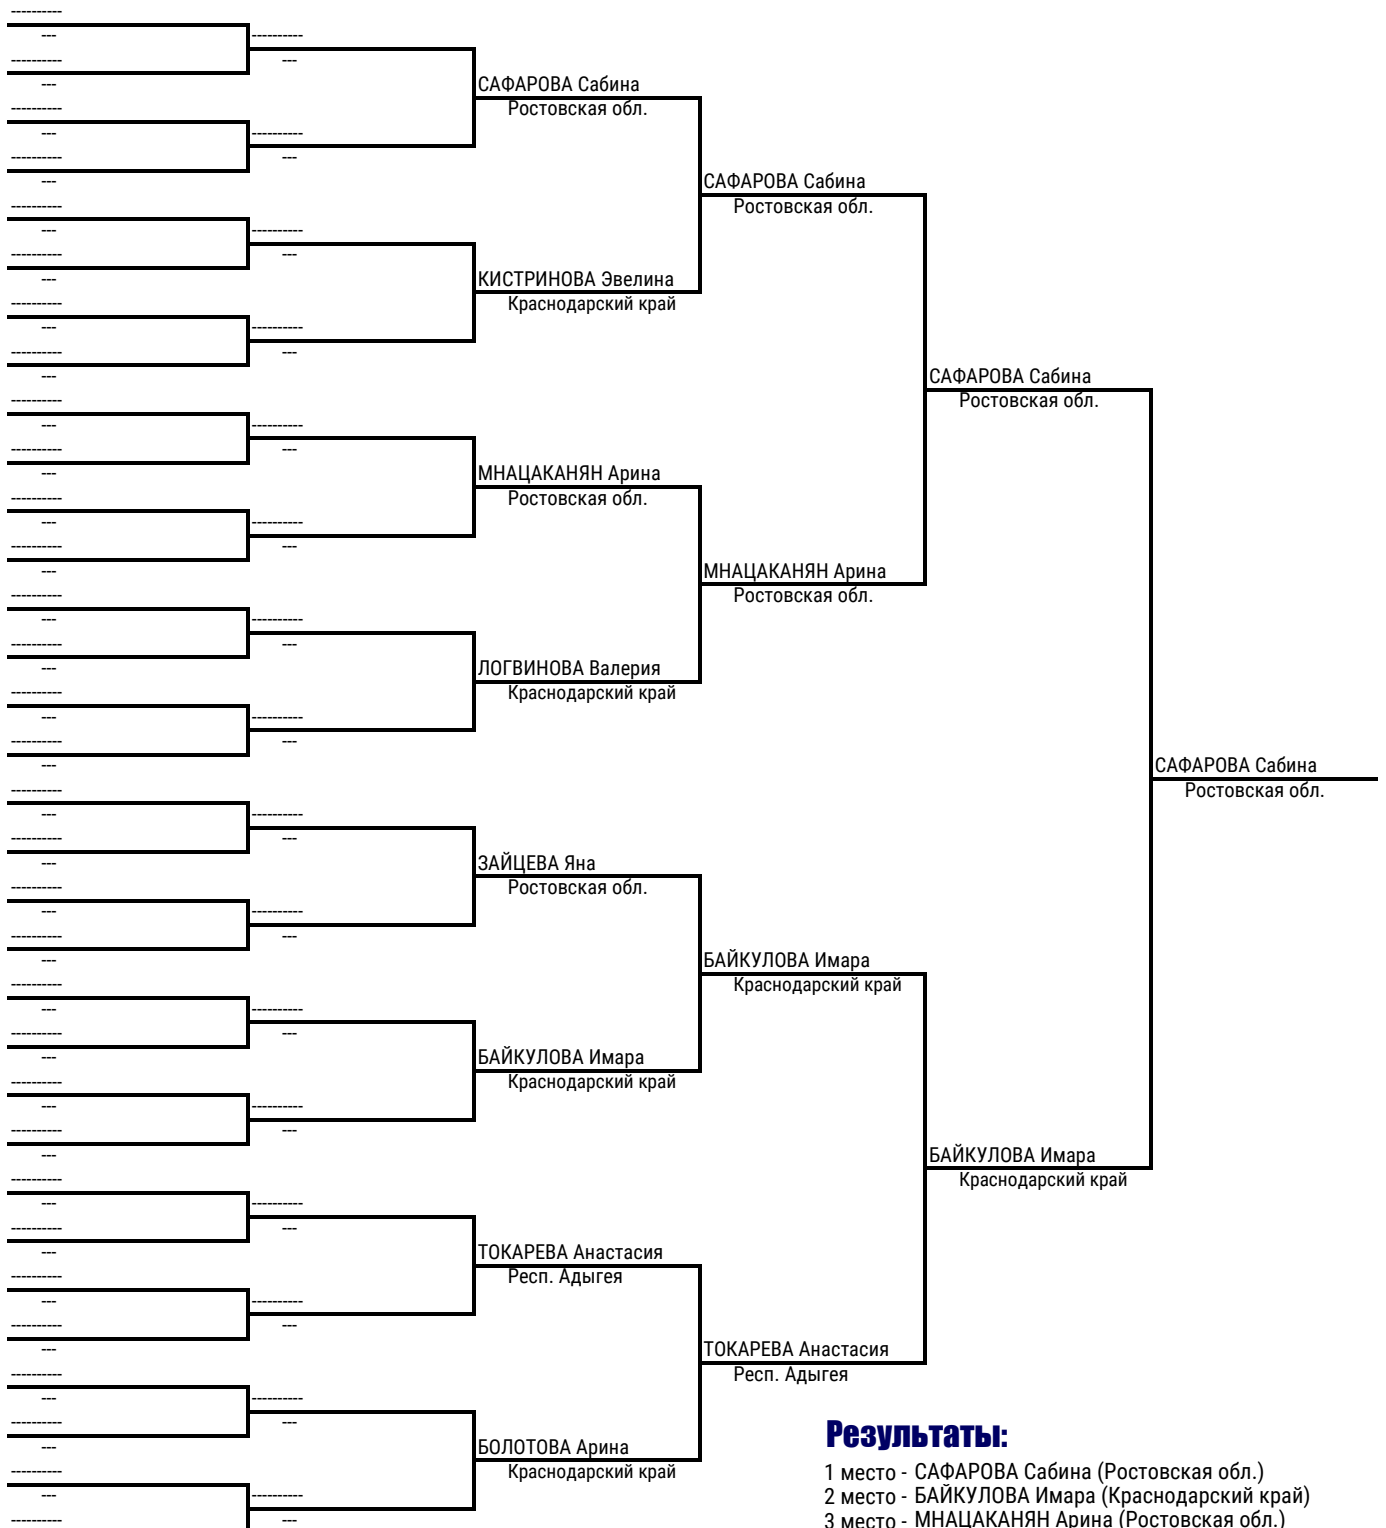 САФАРОВА Сабина
Ростовская обл.
САФАРОВА Сабина
Ростовская обл.
КИСТРИНОВА Эвелина
Краснодарский край
САФАРОВА Сабина
Ростовская обл.
МНАЦАКАНЯН Арина
Ростовская обл.
МНАЦАКАНЯН Арина
Ростовская обл.
ЛОГВИНОВА Валерия
Краснодарский край
САФАРОВА Сабина
Ростовская обл.
ЗАЙЦЕВА Яна
Ростовская обл.
БАЙКУЛОВА Имара
Краснодарский край
БАЙКУЛОВА Имара
Краснодарский край
БАЙКУЛОВА Имара
Краснодарский край
ТОКАРЕВА Анастасия
Респ. Адыгея
ТОКАРЕВА Анастасия
Респ. Адыгея
БОЛОТОВА Арина
Краснодарский край
Результаты:
1 место - САФАРОВА Сабина (Ростовская обл.)
2 место - БАЙКУЛОВА Имара (Краснодарский край)
3 место - МНАЦАКАНЯН Арина (Ростовская обл.)